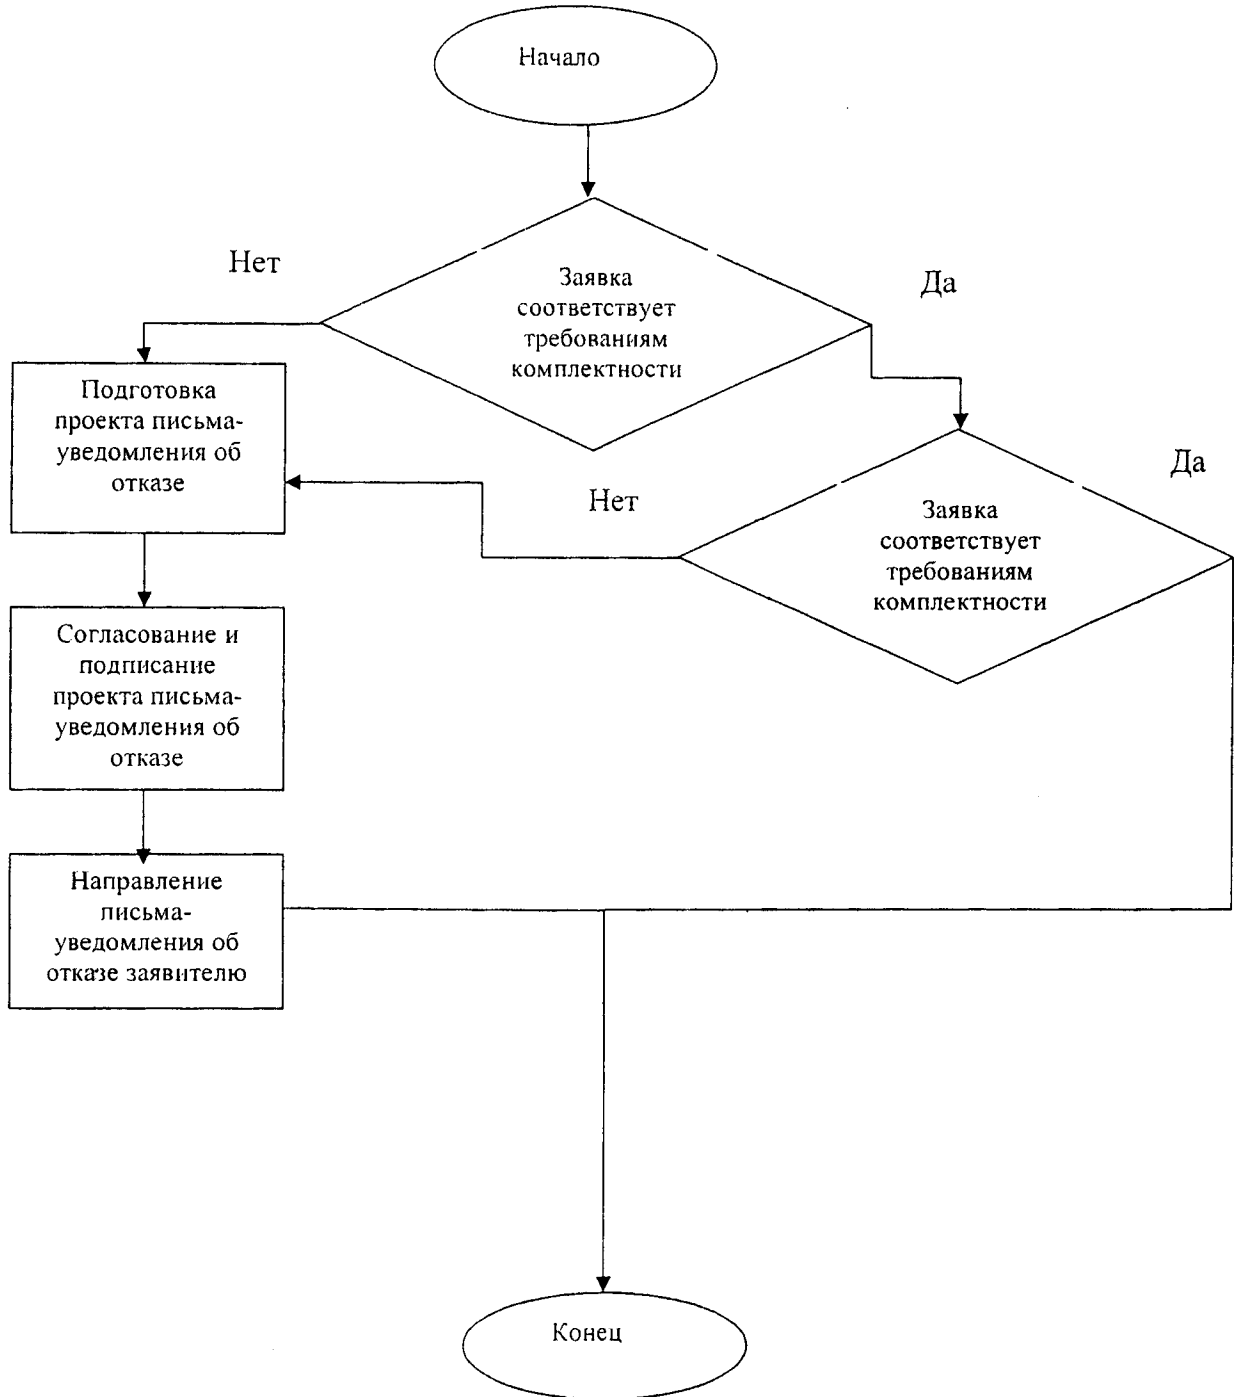 Начало
Нет
Да
Заявка
соответствует
требованиям
комплектности
Подготовка
проекта письма-
уведомления об
отказе
Нет
Да
Заявка
соответствует
требованиям
комплектности
Согласование и
подписание
проекта письма-
уведомления об
отказе
Направление
письма-
уведомления об
отказе заявителю
Конец